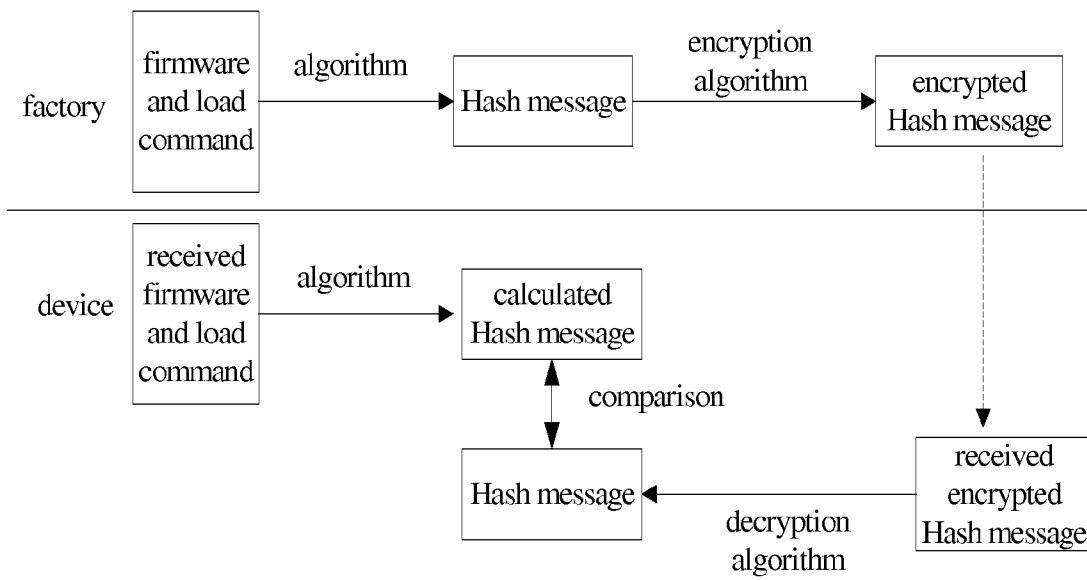 factory
firmware
and load
command
algorithm
Hash message
encryption
algorithm
encrypted
Hash message
device
received
firmware
and load
command
algorithm
calculated
Hash message
comparison
Hash message
decryption
algorithm
received
encrypted
Hash message